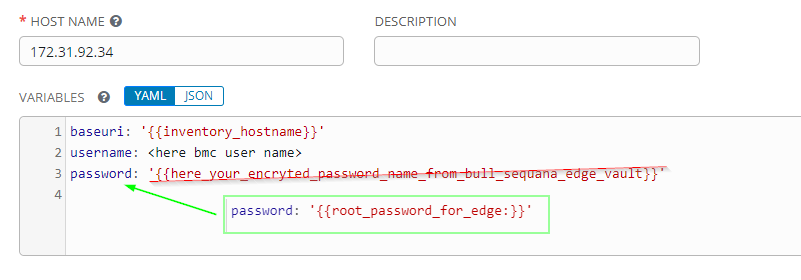 * HOST NAME ?
DESCRIPTION
172.31.92.34
VARIABLES ? YAML JSON
1 baseuri: '{{inventory_hostname}}'
2 username: <here bmc user name>
3 password: '{{here_your_encryted_password_name_from_bull_sequana_edge_vault}}'
4
password: '{{root_password_for_edge:}}'